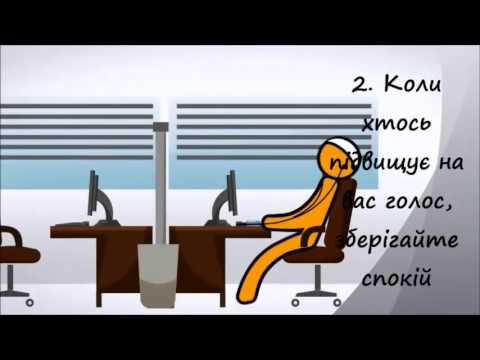 2. Коли
хтось
підвищує на
вас голос,
зберігайте
спокій